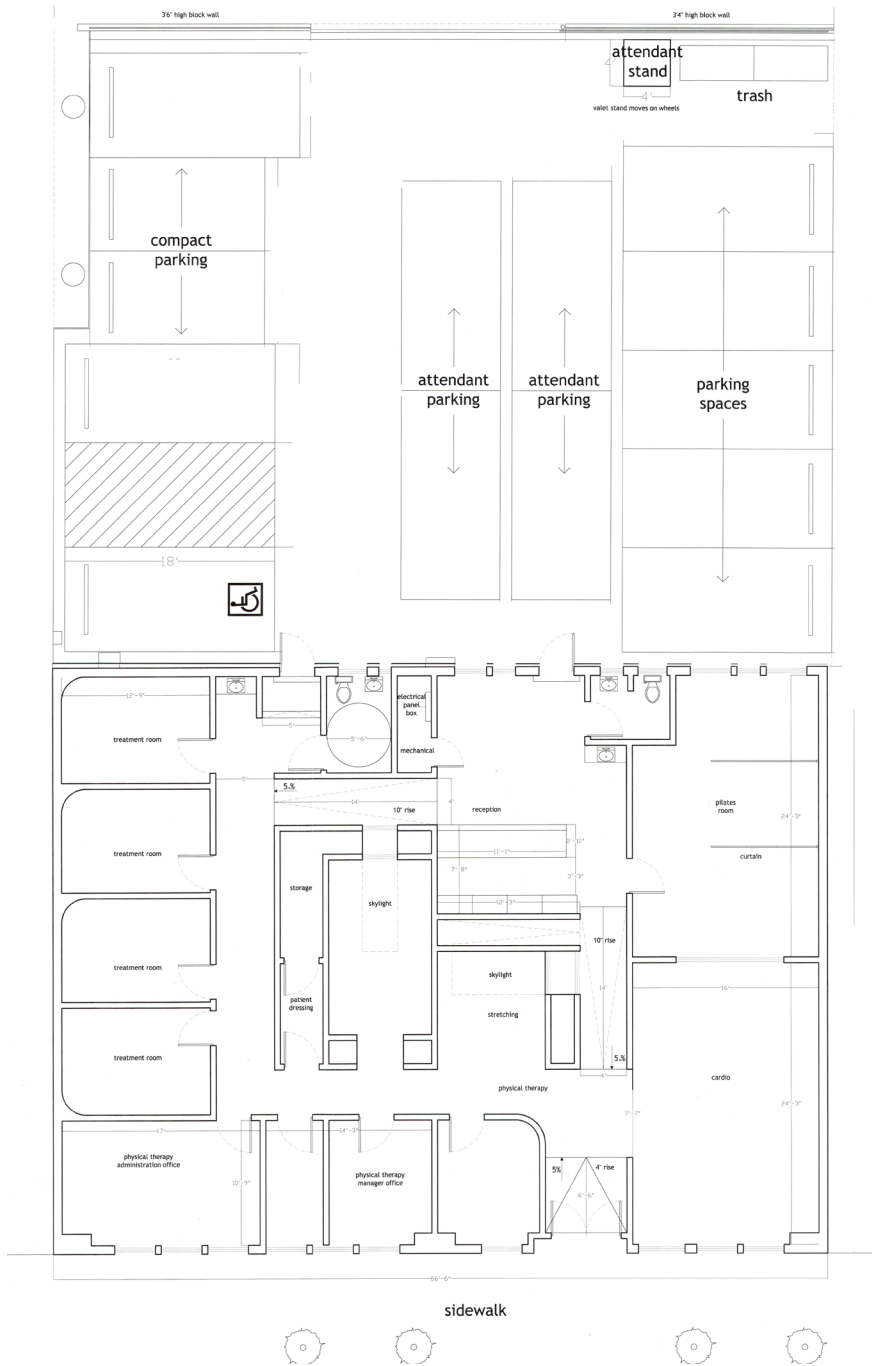 3'6" high block wall
3'4" high block wall
attendant
stand
4'
4'
trash
valet stand moves on wheels
compact
parking
attendant
parking
attendant
parking
parking
spaces
18'
12'-9"
treatment room
5'
5'-6"
electrical
panel
box
mechanical
5'
5%
14'
10" rise
reception
pilates
room
24'-3"
curtain
11'-1"
7'-8"
3'-3"
12'-3"
treatment room
storage
skylight
treatment room
patient
dressing
treatment room
10" rise
14'
skylight
stretching
16'
5%
4'
physical therapy
cardio
7'-7"
24'-3"
17'
14'-3"
physical therapy
administration office
10'-9"
physical therapy
manager office
5%
4" rise
6'-6"
66'-6"
sidewalk